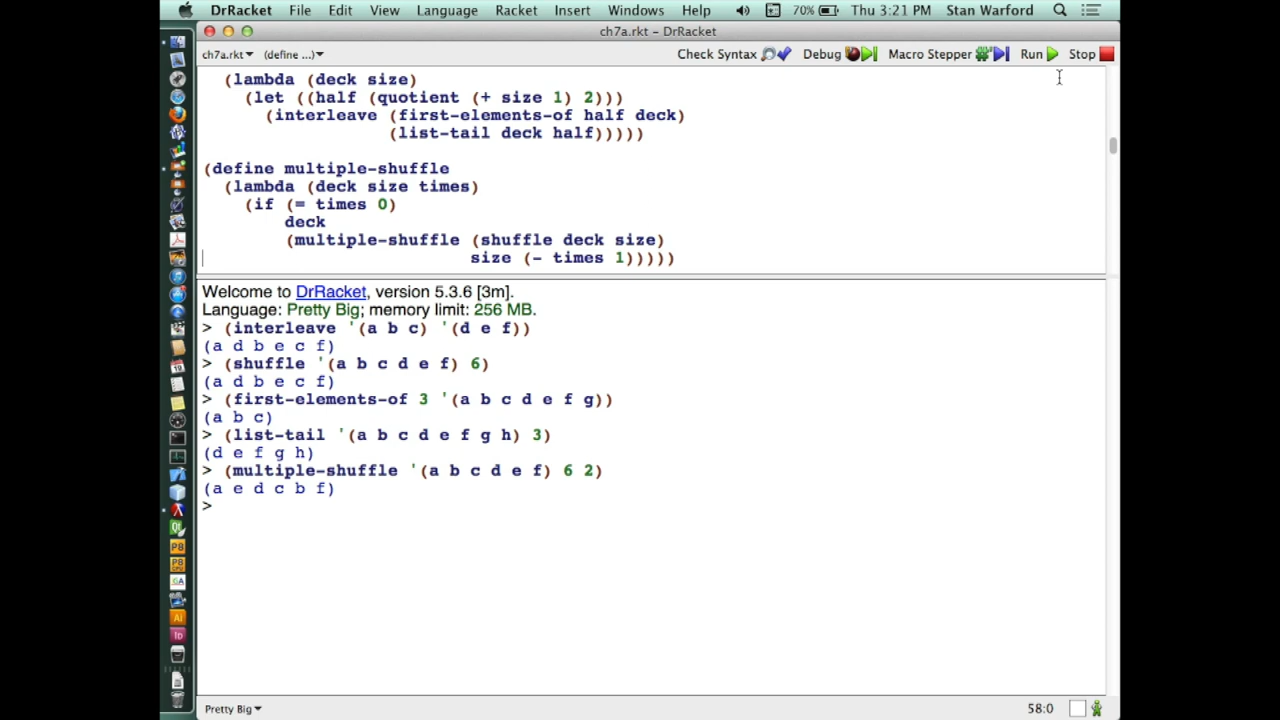 DrRacket File Edit View Language Racket Insert Windows Help 70% Thu 3:21 PM Stan Warford
ch7a.rkt – DrRacket
ch7a.rkt (define ...) Check Syntax Debug Macro Stepper Run Stop
(lambda (deck size)
(let ((half (quotient (+ size 1) 2)))
(interleave (first-elements-of half deck)
(list-tail deck half)))))
(define multiple-shuffle
(lambda (deck size times)
(if (= times 0)
deck
(multiple-shuffle (shuffle deck size)
size (- times 1)))))
Welcome to DrRacket, version 5.3.6 [3m].
Language: Pretty Big; memory limit: 256 MB.
> (interleave '(a b c) '(d e f))
(a d b e c f)
> (shuffle '(a b c d e f) 6)
(a d b e c f)
> (first-elements-of 3 '(a b c d e f g))
(a b c)
> (list-tail '(a b c d e f g h) 3)
(d e f g h)
> (multiple-shuffle '(a b c d e f) 6 2)
(a e d c b f)
>
Pretty Big 58:0